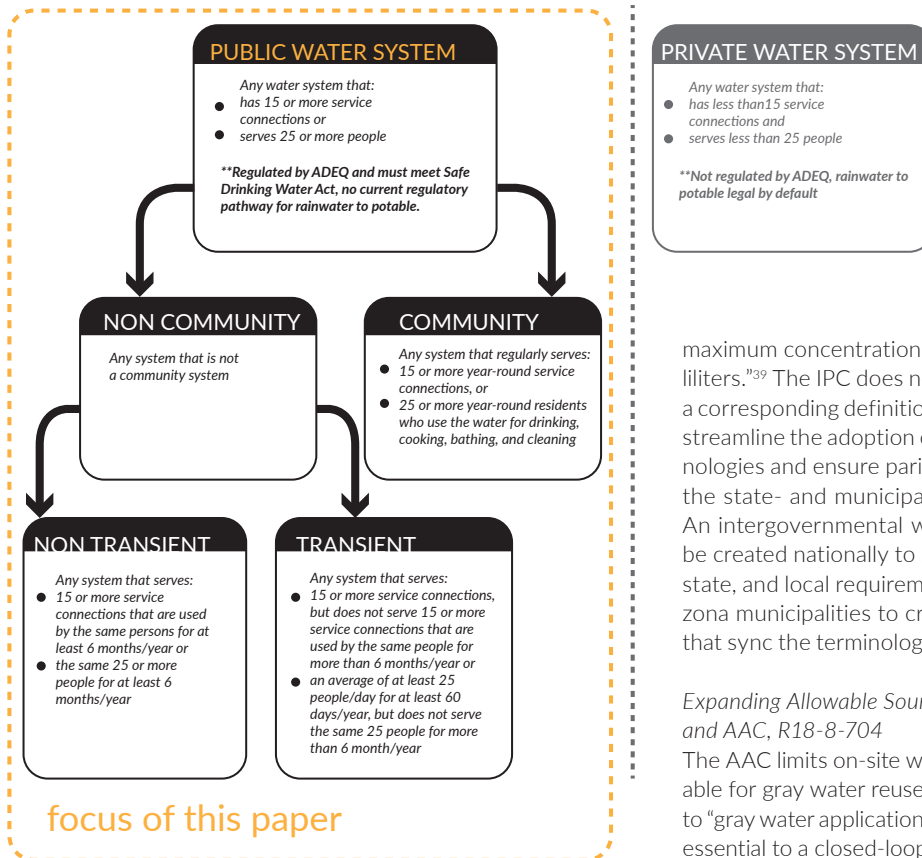 PUBLIC WATER SYSTEM
Any water system that:
has 15 or more service
connections or
serves 25 or more people
**Regulated by ADEQ and must meet Safe
Drinking Water Act, no current regulatory
pathway for rainwater to potable.
NON COMMUNITY
Any system that is not
a community system
COMMUNITY
Any system that regularly serves:
15 or more year-round service
connections, or
25 or more year-round residents
who use the water for drinking,
cooking, bathing, and cleaning
NON TRANSIENT
Any system that serves:
15 or more service
connections that are used
by the same persons for at
least 6 months/year or
the same 25 or more
people for at least 6
months/year
TRANSIENT
Any system that serves:
15 or more service connections,
but does not serve 15 or more
service connections that are
used by the same people for
more than 6 months/year or
an average of at least 25
people/day for at least 60
days/year, but does not serve
the same 25 people for more
than 6 month/year
focus of this paper
PRIVATE WATER SYSTEM
Any water system that:
has less than15 service
connections and
serves less than 25 people
**Not regulated by ADEQ, rainwater to
potable legal by default
maximum concentration
liliters."39 The IPC does n
a corresponding definitio
streamline the adoption
nologies and ensure pari
the state- and municipa
An intergovernmental w
be created nationally to
state, and local requirem
zona municipalities to cr
that sync the terminolog
Expanding Allowable Sour
and AAC, R18-8-704
The AAC limits on-site w
able for gray water reuse
to “gray water application
essential to a closed-loop